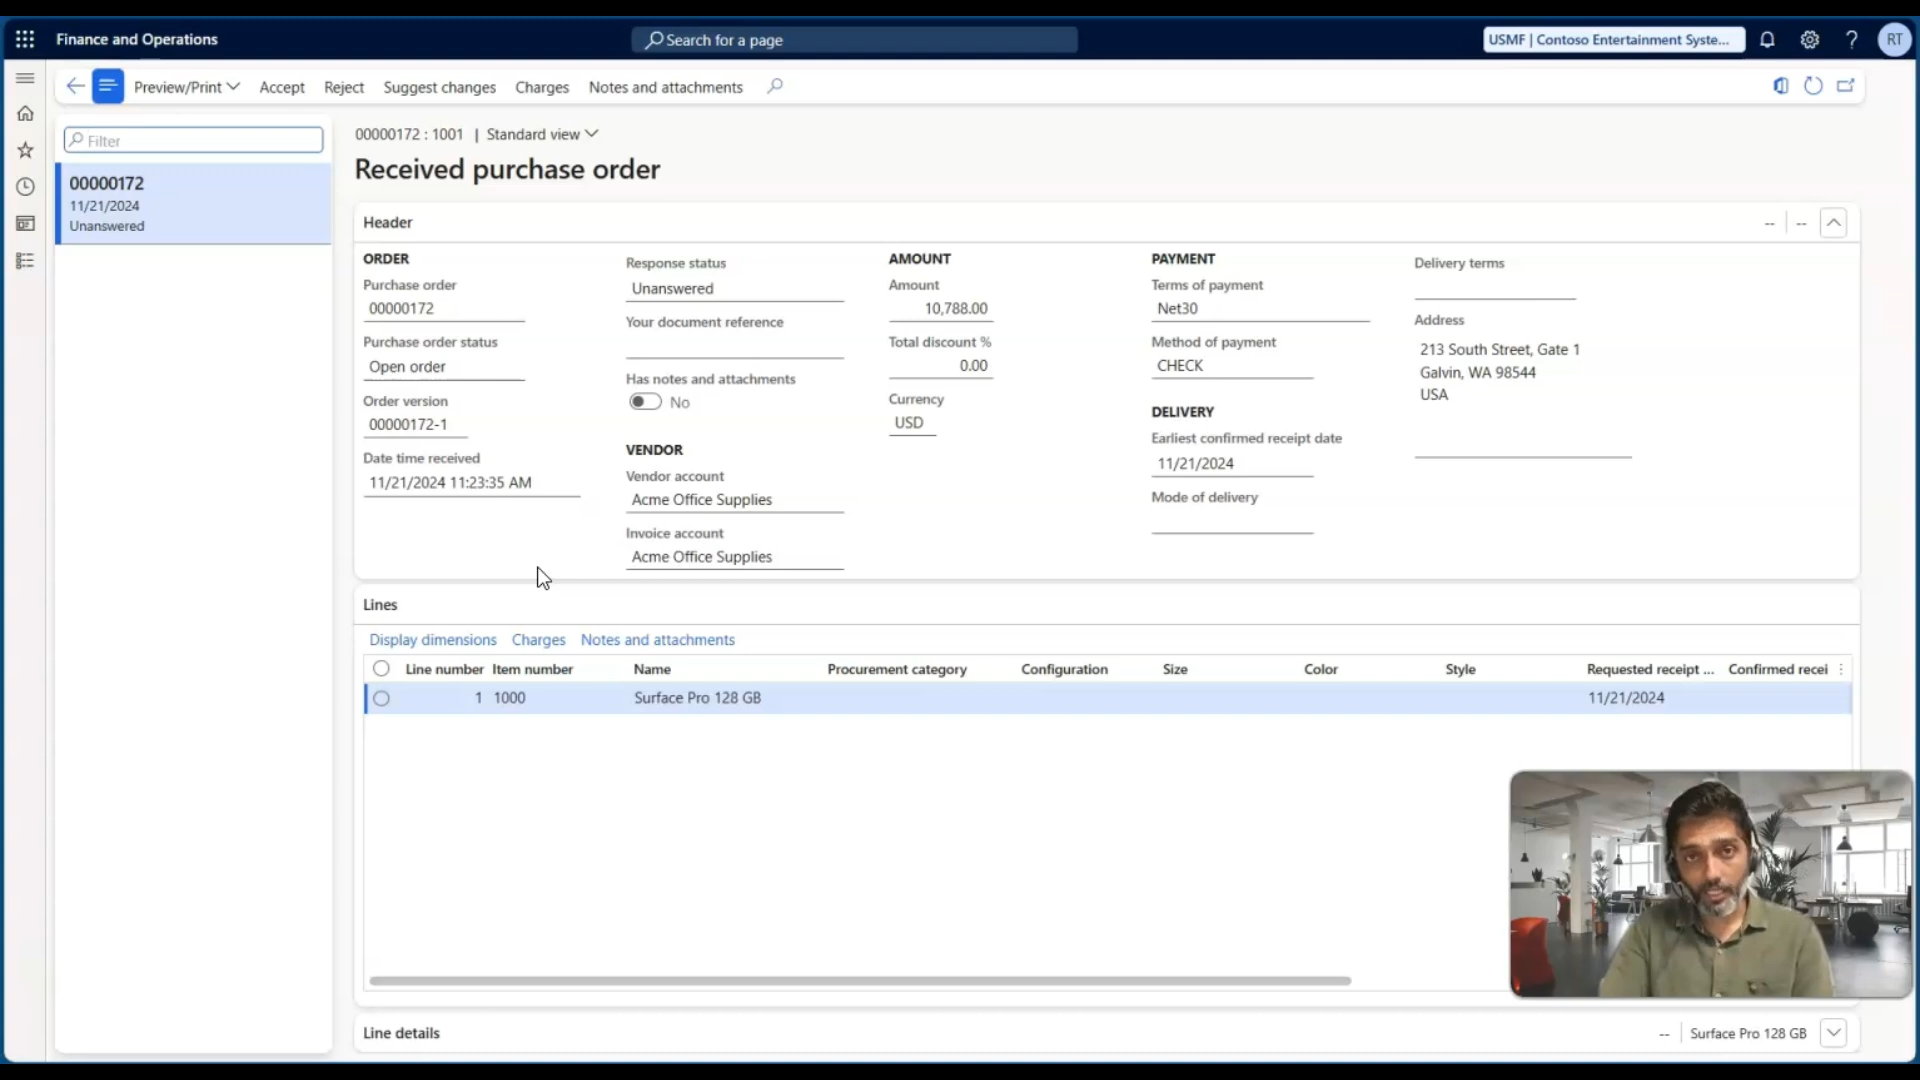 Finance and Operations
Search for a page
USMF | Contoso Entertainment Syste...
?
RT
Preview/Print
Accept
Reject
Suggest changes
Charges
Notes and attachments
Filter
00000172
11/21/2024
Unanswered
00000172 : 1001 | Standard view
Received purchase order
Header
-- | --
ORDER
Purchase order
00000172
Purchase order status
Open order
Order version
00000172-1
Date time received
11/21/2024 11:23:35 AM
Response status
Unanswered
Your document reference
Has notes and attachments
No
VENDOR
Vendor account
Acme Office Supplies
Invoice account
Acme Office Supplies
AMOUNT
Amount
10,788.00
Total discount %
0.00
Currency
USD
PAYMENT
Terms of payment
Net30
Method of payment
CHECK
DELIVERY
Earliest confirmed receipt date
11/21/2024
Mode of delivery
Delivery terms
Address
213 South Street, Gate 1
Galvin, WA 98544
USA
Lines
Display dimensions Charges Notes and attachments
Line number Item number Name Procurement category Configuration Size Color Style Requested receipt ... Confirmed recei
1 1000 Surface Pro 128 GB 11/21/2024
Line details
-- | Surface Pro 128 GB